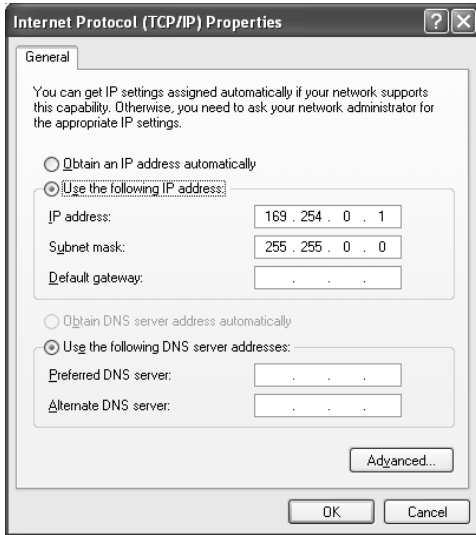 Internet Protocol (TCP/IP) Properties
General
You can get IP settings assigned automatically if your network supports
this capability. Otherwise, you need to ask your network administrator for
the appropriate IP settings.
Obtain an IP address automatically
Use the following IP address:
IP address: 169 . 254 . 0 . 1
Subnet mask: 255 . 255 . 0 . 0
Default gateway: . . .
Obtain DNS server address automatically
Use the following DNS server addresses:
Preferred DNS server: . . .
Alternate DNS server: . . .
Advanced...
OK Cancel